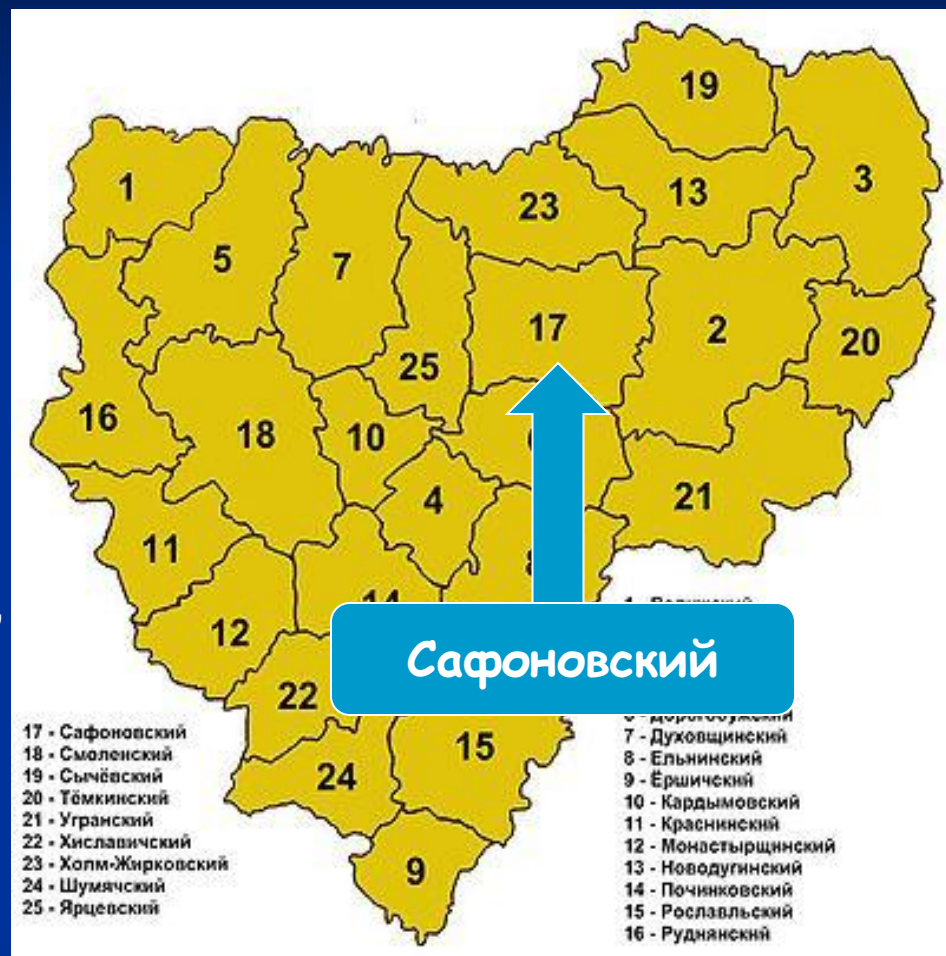 19
1
3
13
23
5
7
17
2
20
25
16
18
10
4
21
11
14
12
Сафоновский
22
15
24
9
17 - Сафоновский
18 - Смоленский
19 - Сычёвский
20 - Тёмкинский
21 - Угранский
22 - Хиславичский
23 - Холм-Жирковский
24 - Шумячский
25 - Ярцевский
Дорогобужский
7 - Духовщинский
8 - Ельнинский
9 - Ёршичский
10 - Кардымовский
11 - Краснинский
12 - Монастырщинский
13 - Новодугинский
14 - Починковский
15 - Рославльский
16 - Руднянский